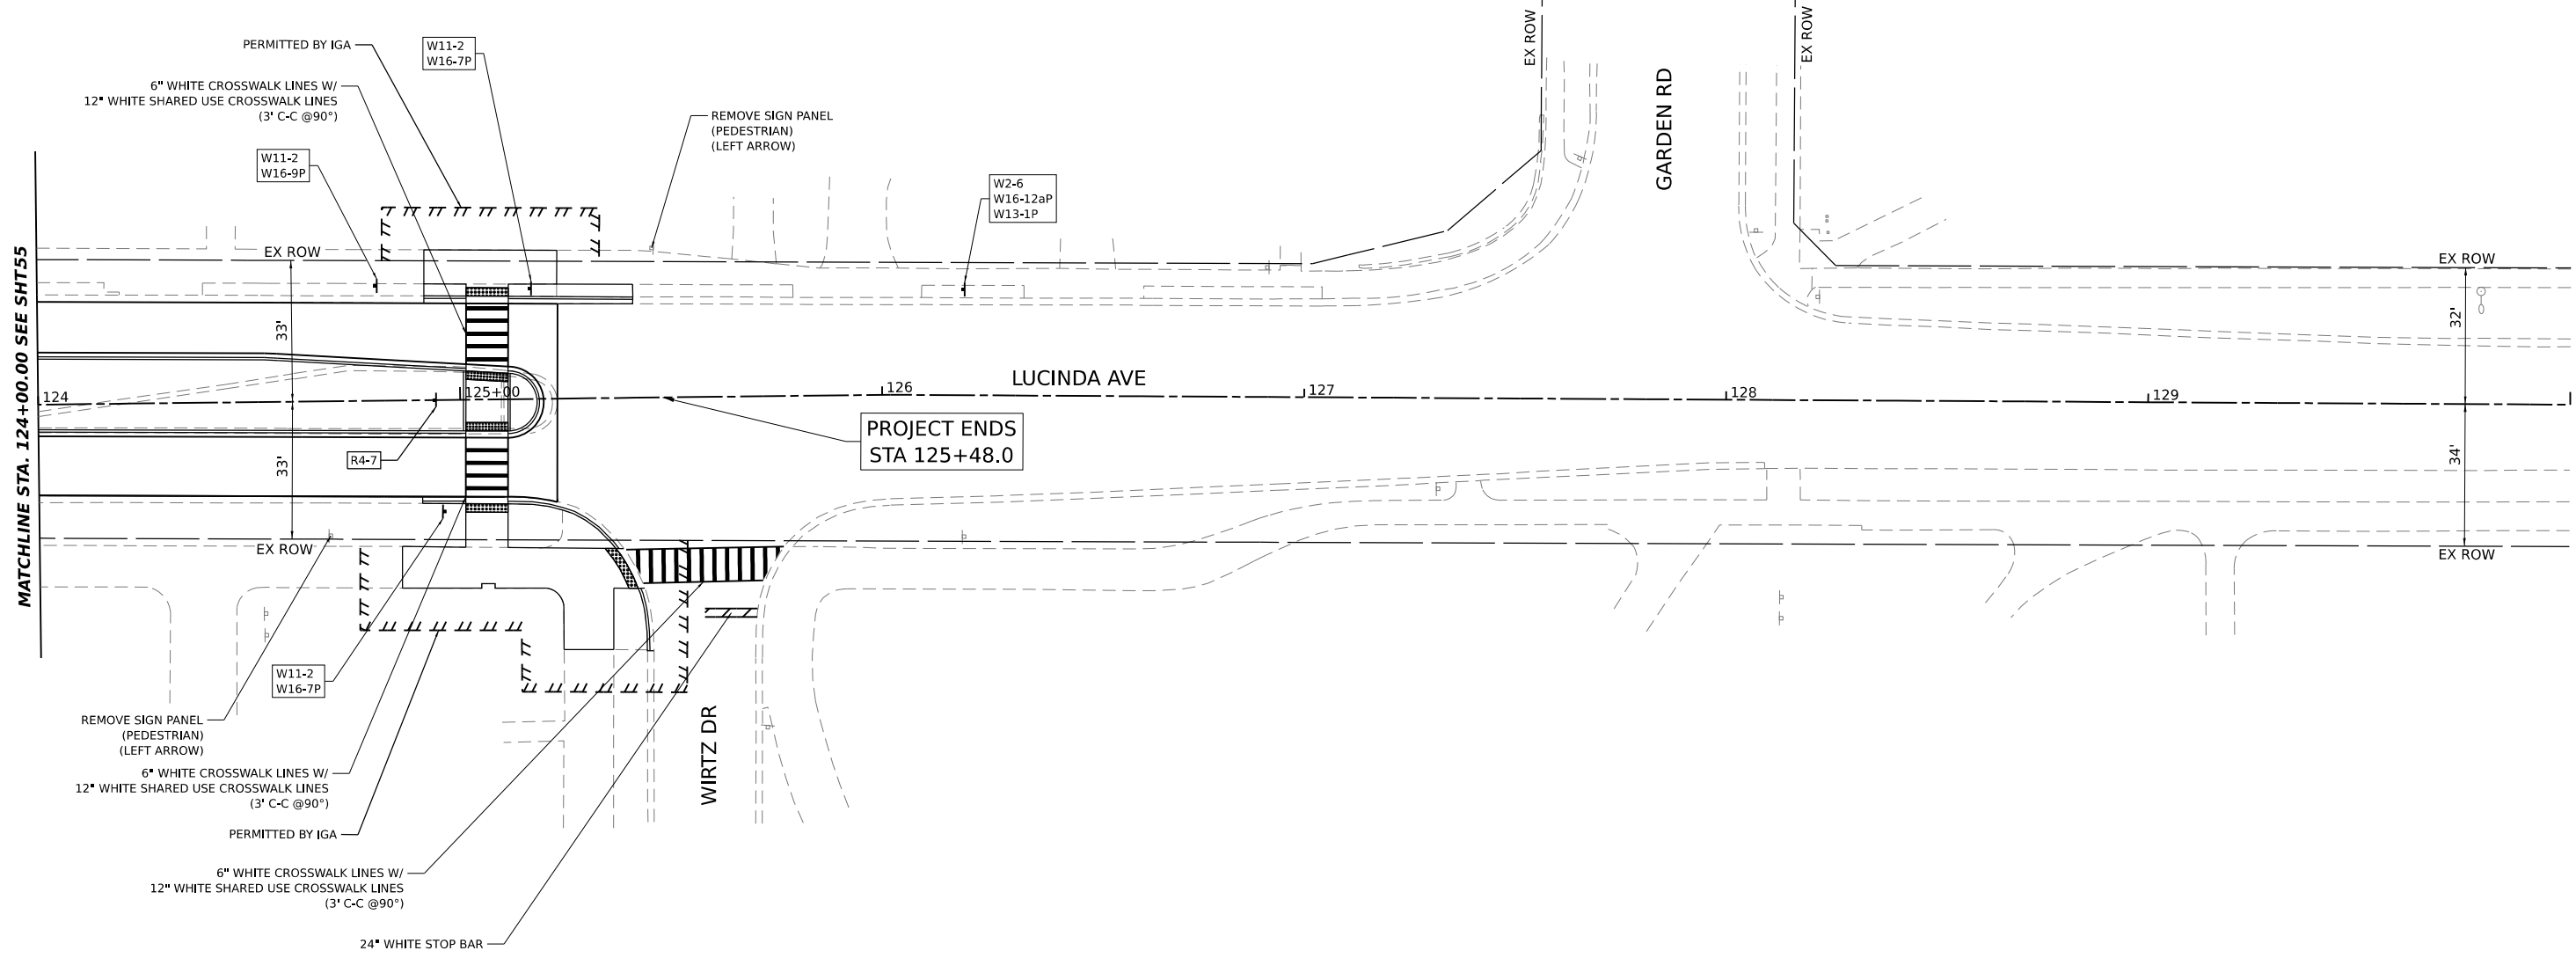 PERMITTED BY IGA
6" WHITE CROSSWALK LINES W/
12" WHITE SHARED USE CROSSWALK LINES
(3' C-C @90°)
W11-2
W16-7P
W11-2
W16-9P
REMOVE SIGN PANEL
(PEDESTRIAN)
(LEFT ARROW)
W2-6
W16-12aP
W13-1P
EX ROW
EX ROW
GARDEN RD
MATCHLINE STA. 124+00.00 SEE SHT55
EX ROW
33'
EX ROW
32'
124
125+00
126
LUCINDA AVE
127
128
129
PROJECT ENDS
STA 125+48.0
R4-7
33'
34'
EX ROW
EX ROW
W11-2
W16-7P
REMOVE SIGN PANEL
(PEDESTRIAN)
(LEFT ARROW)
WIRTZ DR
6" WHITE CROSSWALK LINES W/
12" WHITE SHARED USE CROSSWALK LINES
(3' C-C @90°)
PERMITTED BY IGA
6" WHITE CROSSWALK LINES W/
12" WHITE SHARED USE CROSSWALK LINES
(3' C-C @90°)
24" WHITE STOP BAR